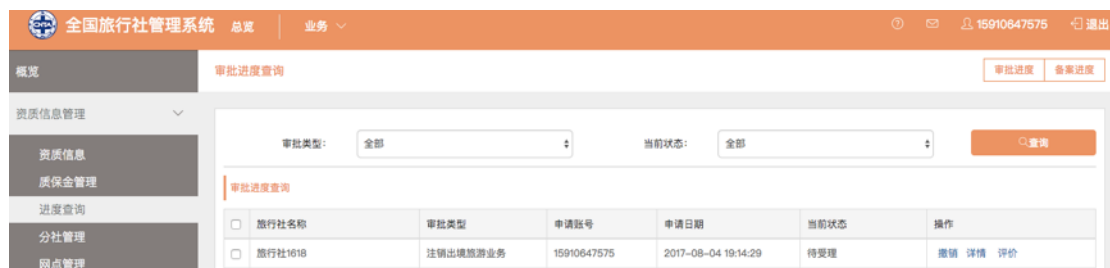 全国旅行社管理系统 总览 业务 15910647575 退出
概览 审批进度查询 审批进度 备案进度
资质信息管理
审批类型： 全部 当前状态： 全部 查询
资质信息
质保金管理 审批进度查询
进度查询 旅行社名称 审批类型 申请账号 申请日期 当前状态 操作
分社管理
旅行社1618 注销出境旅游业务 15910647575 2017-08-04 19:14:29 待受理 撤销 详情 评价
网点管理